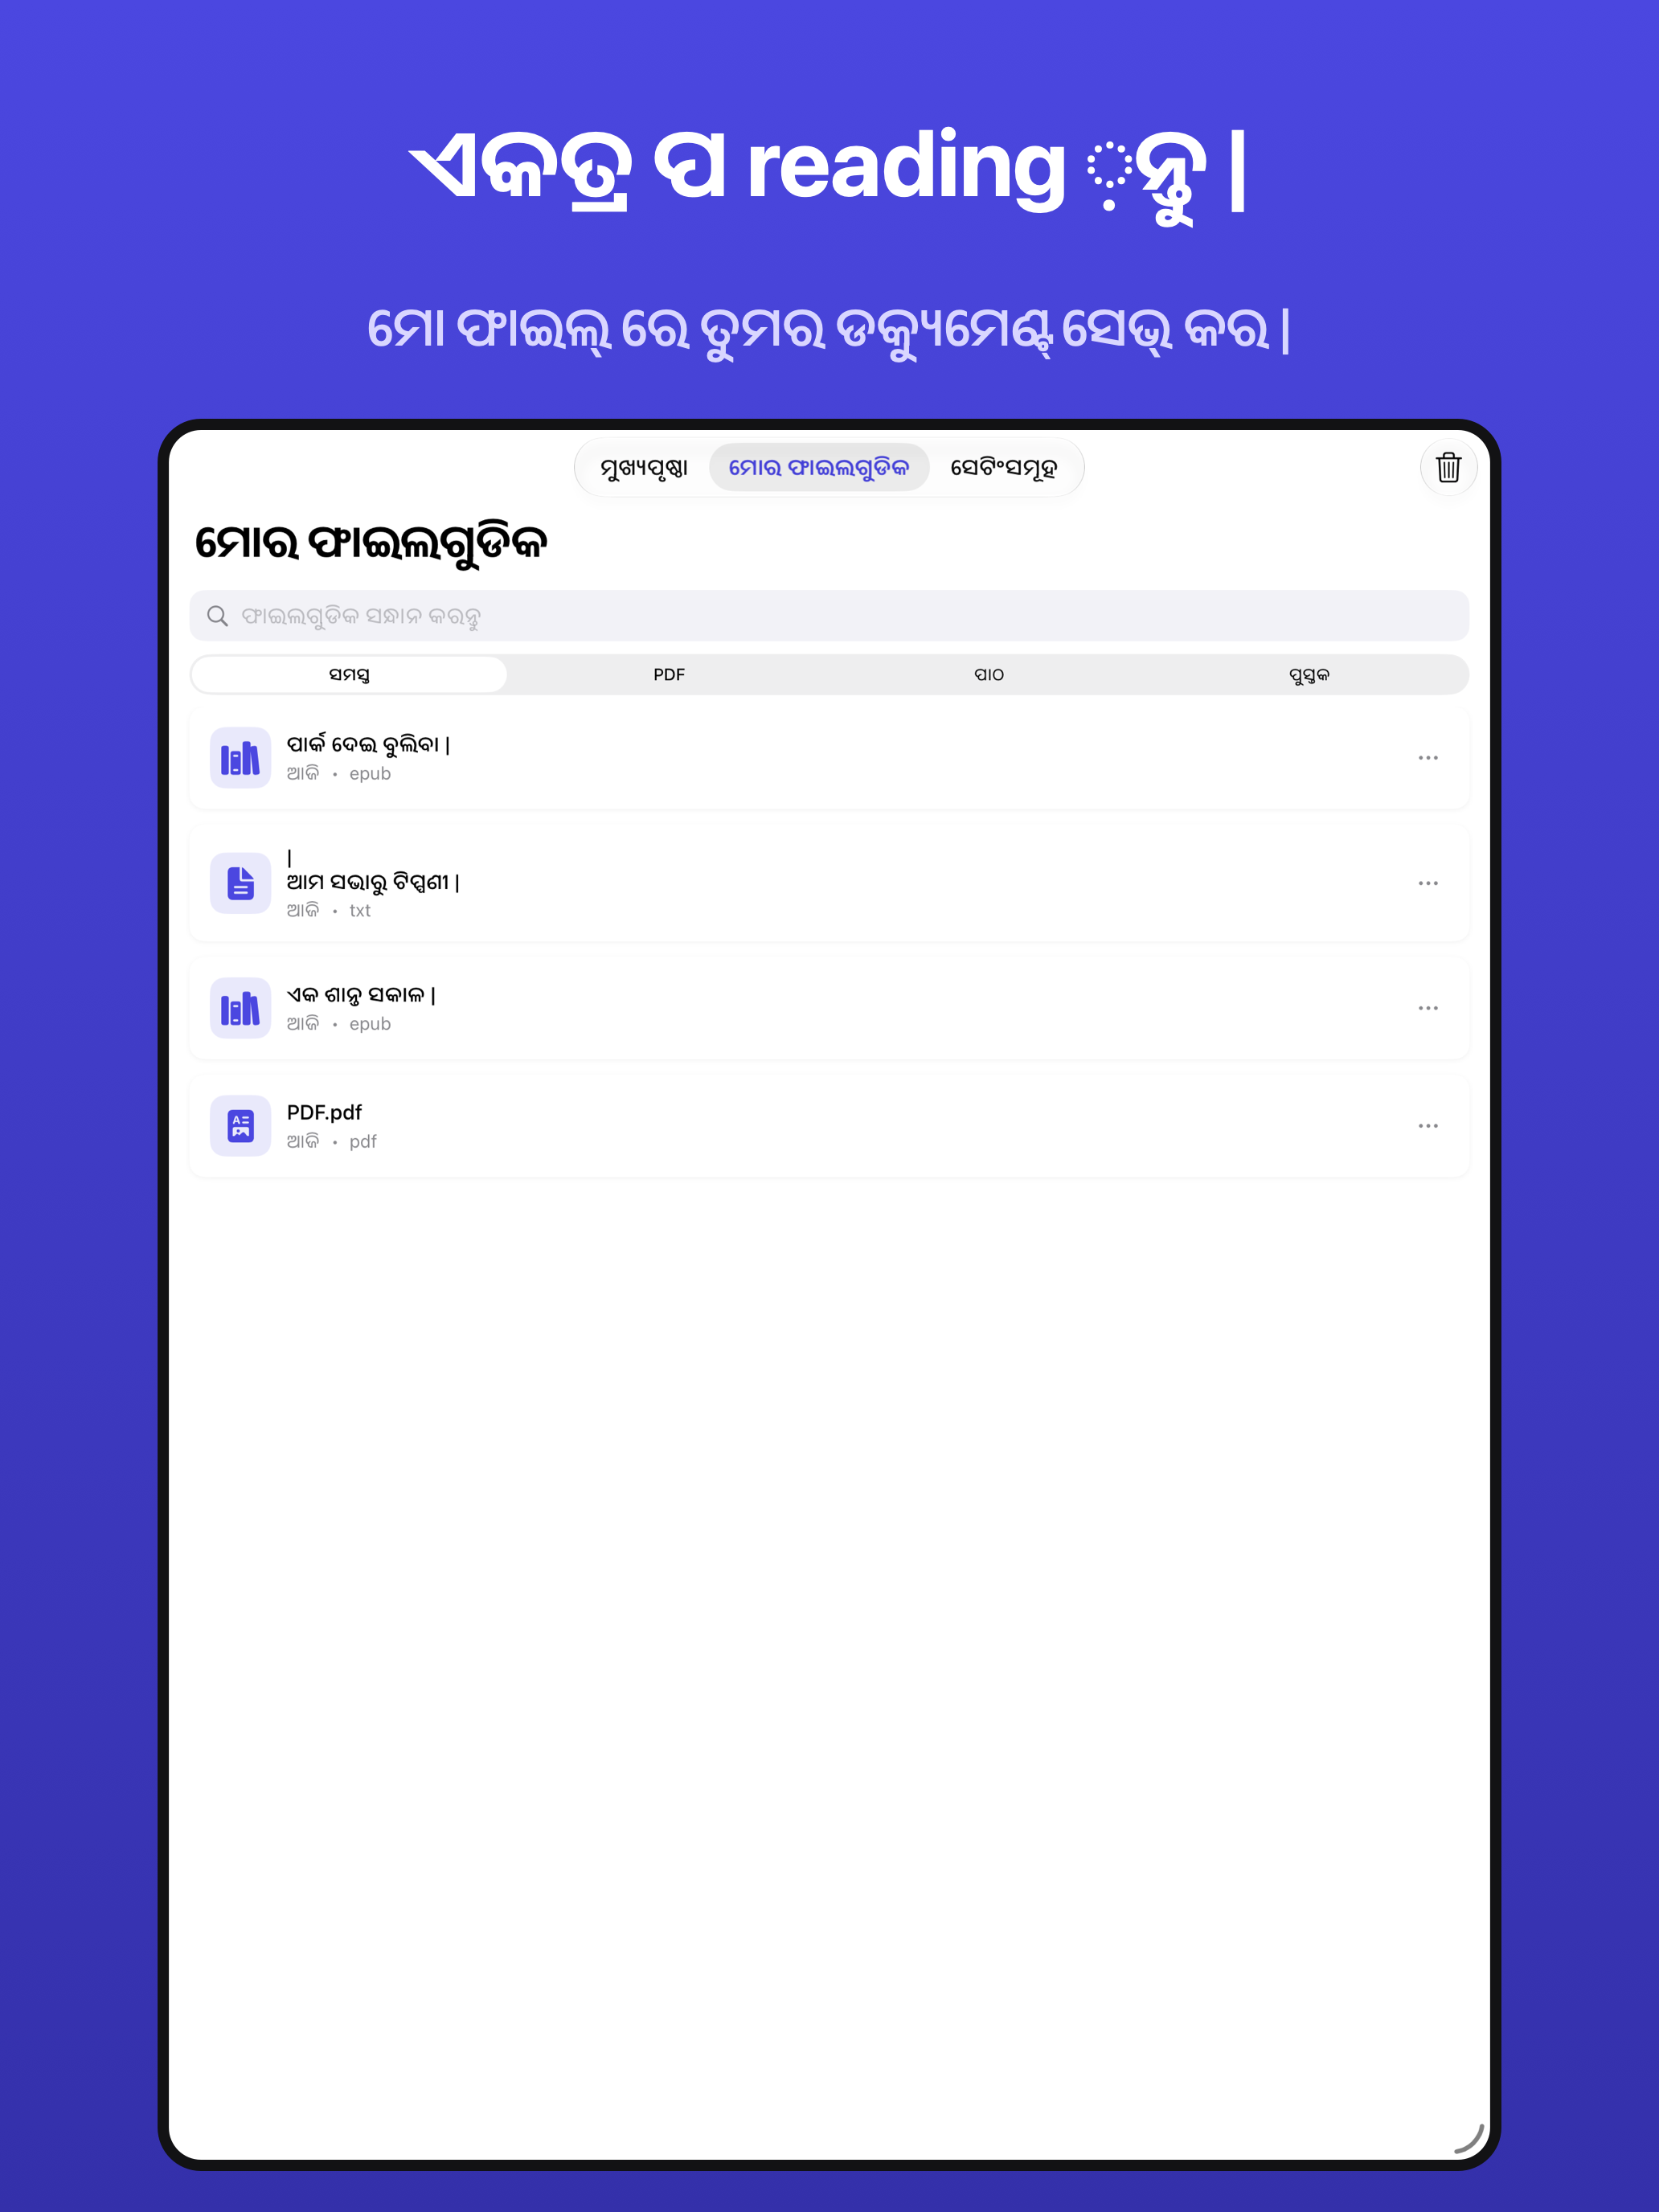 ଏକତ୍ର ପ reading ଼ନ୍ତୁ |
ମୋ ଫାଇଲ୍ ରେ ତୁମର ଡକ୍ୟୁମେଣ୍ଟ୍ ସେଭ୍ କର |
ମୁଖ୍ୟପୃଷ୍ଠା ମୋର ଫାଇଲଗୁଡିକ ସେଟିଂସମୂହ
ମୋର ଫାଇଲଗୁଡିକ
ଫାଇଲଗୁଡିକ ସନ୍ଧାନ କରନ୍ତୁ
ସମସ୍ତ PDF ପାଠ ପୁସ୍ତକ
ପାର୍କ ଦେଇ ବୁଲିବା |
ଆଜି • epub
|
ଆମ ସଭାରୁ ଟିପ୍ପଣୀ |
ଆଜି • txt
ଏକ ଶାନ୍ତ ସକାଳ |
ଆଜି • epub
PDF.pdf
ଆଜି • pdf